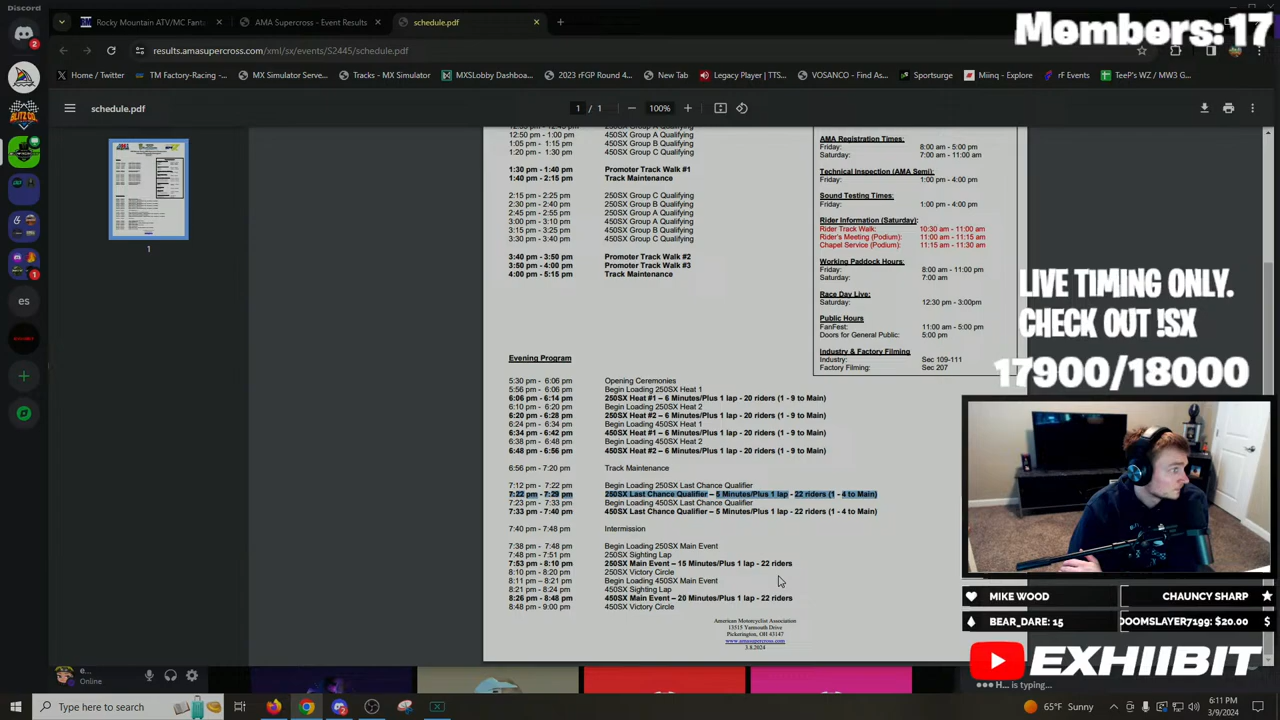 Discord
Rocky Mountain ATV/MC Fant
AMA Supercross - Event Results
schedule.pdf
results.amasupercross.com/xml/sx/events/S2445/schedule.pdf
Members:17
Home / Twitter
TM Factory-Racing -...
MX Simulator Serve...
Tracks - MX Simulator
MXSLobby Dashboa...
2023 rFGP Round 4...
New Tab
Legacy Player | TTS...
VOSANCO - Find As...
Sportsurge
Miinq - Explore
rF Events
TeeP's WZ / MW3 G...
schedule.pdf
1 / 1
100%
1
es
2
1
12:50 pm - 1:00 pm 450SX Group A Qualifying
1:05 pm - 1:15 pm 450SX Group B Qualifying
1:20 pm - 1:30 pm 450SX Group C Qualifying
1:30 pm - 1:40 pm Promoter Track Walk #1
1:40 pm - 2:15 pm Track Maintenance
2:15 pm - 2:25 pm 250SX Group C Qualifying
2:30 pm - 2:40 pm 250SX Group B Qualifying
2:45 pm - 2:55 pm 250SX Group A Qualifying
3:00 pm - 3:10 pm 450SX Group A Qualifying
3:15 pm - 3:25 pm 450SX Group B Qualifying
3:30 pm - 3:40 pm 450SX Group C Qualifying
3:40 pm - 3:50 pm Promoter Track Walk #2
3:50 pm - 4:00 pm Promoter Track Walk #3
4:00 pm - 5:15 pm Track Maintenance
AMA Registration Times:
Friday: 8:00 am - 5:00 pm
Saturday: 7:00 am - 11:00 am
Technical Inspection (AMA Semi):
Friday: 1:00 pm - 4:00 pm
Sound Testing Times:
Friday: 1:00 pm - 4:00 pm
Rider Information (Saturday):
Rider Track Walk: 10:30 am - 11:00 am
Rider's Meeting (Podium): 11:00 am - 11:15 am
Chapel Service (Podium): 11:15 am - 11:30 am
Working Paddock Hours:
Friday: 8:00 am - 11:00 pm
Saturday: 7:00 am
Race Day Live:
Saturday: 12:30 pm - 3:00pm
Public Hours
FanFest: 11:00 am - 5:00 pm
Doors for General Public: 5:00 pm
Industry & Factory Filming
Industry: Sec 109-111
Factory Filming: Sec 207
Evening Program
5:30 pm - 6:06 pm Opening Ceremonies
5:56 pm - 6:06 pm Begin Loading 250SX Heat 1
6:06 pm - 6:14 pm 250SX Heat #1 – 6 Minutes/Plus 1 lap - 20 riders (1 - 9 to Main)
6:10 pm - 6:20 pm Begin Loading 250SX Heat 2
6:20 pm - 6:28 pm 250SX Heat #2 – 6 Minutes/Plus 1 lap - 20 riders (1 - 9 to Main)
6:24 pm - 6:34 pm Begin Loading 450SX Heat 1
6:34 pm - 6:42 pm 450SX Heat #1 – 6 Minutes/Plus 1 lap - 20 riders (1 - 9 to Main)
6:38 pm - 6:48 pm Begin Loading 450SX Heat 2
6:48 pm - 6:56 pm 450SX Heat #2 – 6 Minutes/Plus 1 lap - 20 riders (1 - 9 to Main)
6:56 pm - 7:20 pm Track Maintenance
7:12 pm - 7:22 pm Begin Loading 250SX Last Chance Qualifier
7:22 pm - 7:29 pm 250SX Last Chance Qualifier – 5 Minutes/Plus 1 lap - 22 riders (1 - 4 to Main)
7:23 pm - 7:33 pm Begin Loading 450SX Last Chance Qualifier
7:33 pm - 7:40 pm 450SX Last Chance Qualifier – 5 Minutes/Plus 1 lap - 22 riders (1 - 4 to Main)
7:40 pm - 7:48 pm Intermission
7:38 pm - 7:48 pm Begin Loading 250SX Main Event
7:48 pm - 7:51 pm 250SX Sighting Lap
7:53 pm - 8:10 pm 250SX Main Event – 15 Minutes/Plus 1 lap - 22 riders
8:10 pm – 8:20 pm 250SX Victory Circle
8:11 pm – 8:21 pm Begin Loading 450SX Main Event
8:21 pm - 8:24 pm 450SX Sighting Lap
8:26 pm - 8:48 pm 450SX Main Event – 20 Minutes/Plus 1 lap - 22 riders
8:48 pm - 9:00 pm 450SX Victory Circle
American Motorcyclist Association
13515 Yarmouth Drive
Pickerington, OH 43147
www.amasupercross.com
3.8.2024
LIVE TIMING ONLY.
CHECK OUT !SX
17900/18000
MIKE WOOD
CHAUNCY SHARP
BEAR_DARE: 15
DOOMSLAYER7199: $20.00
$
EXHIIBIT
e...
Online
H... is typing...
Type here to search
65°F Sunny
6:11 PM
3/9/2024